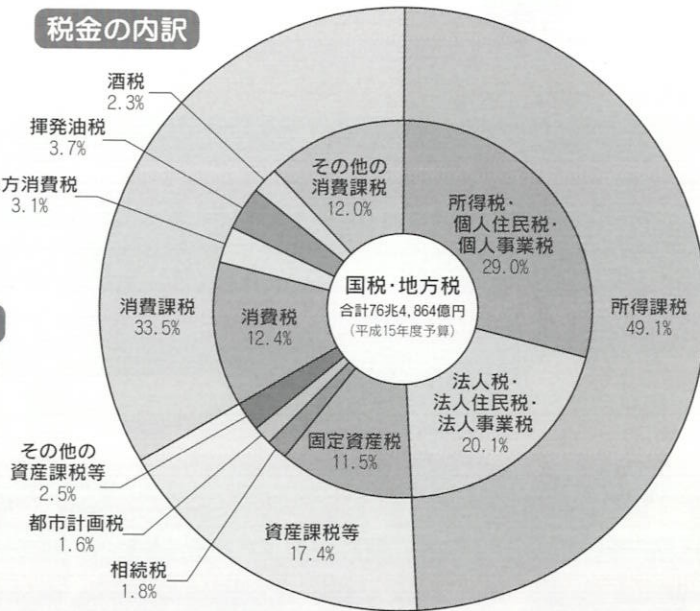 税金の内訳
酒税
2.3%
揮発油税
3.7%
方消費税
3.1%
消費課税
33.5%
その他の
資産課税等
2.5%
都市計画税
1.6%
相続税
1.8%
資産課税等
17.4%
所得課税
49.1%
その他の
消費課税
12.0%
所得税・
個人住民税・
個人事業税
29.0%
消費税
12.4%
固定資産税
11.5%
法人税・
法人住民税・
法人事業税
20.1%
国税・地方税
合計76兆4,864億円
(平成15年度予算)